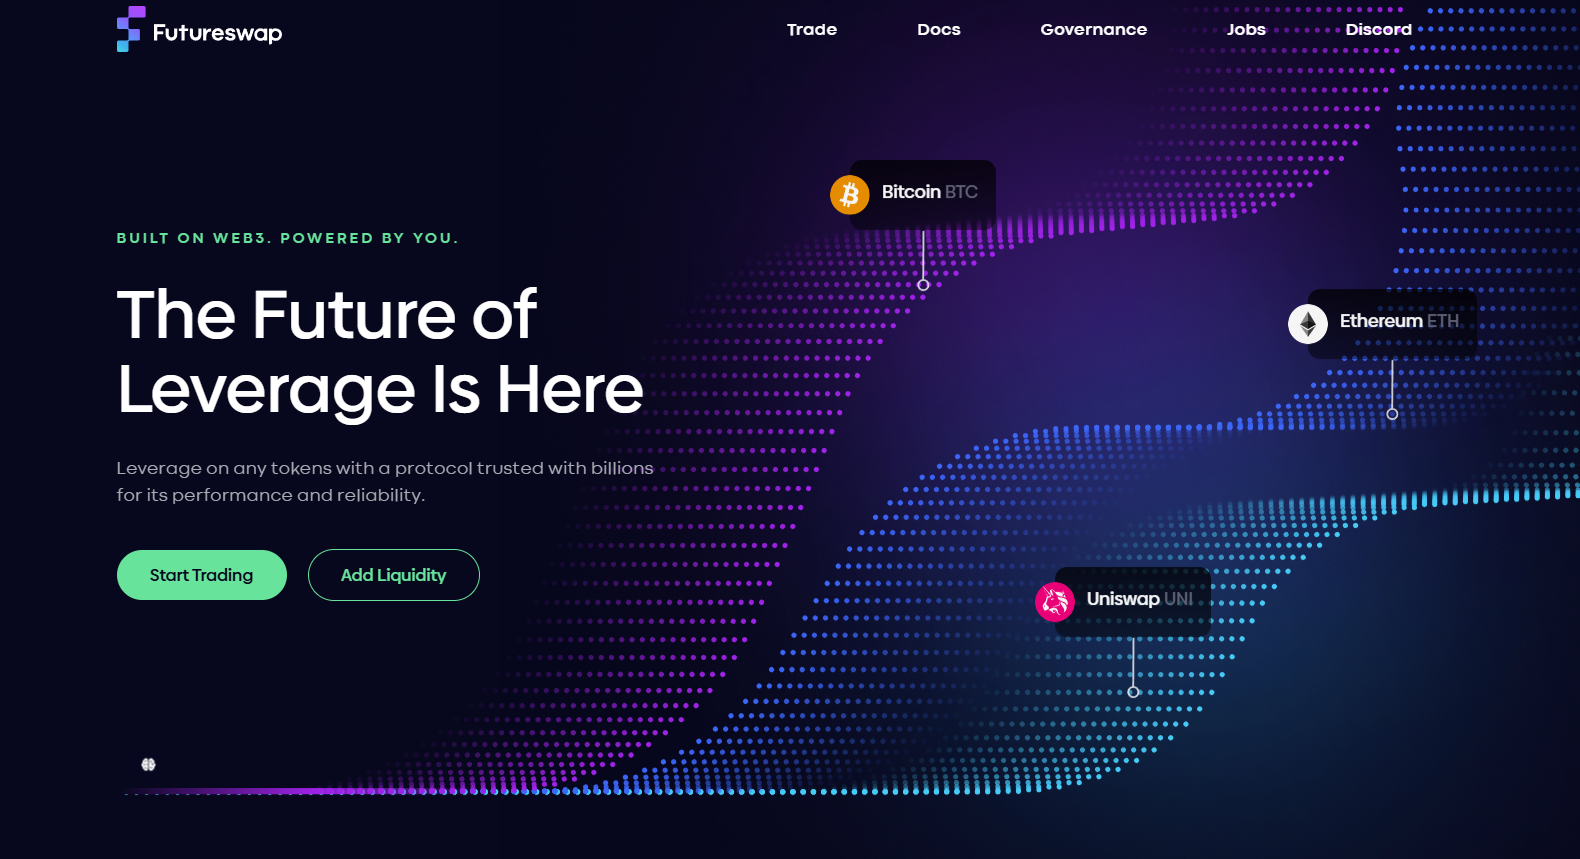 Futureswap
Trade
Docs
Governance
Jobs
Discord
Bitcoin BTC
BUILT ON WEB3. POWERED BY YOU.
The Future of
Leverage Is Here
Ethereum ETH
Leverage on any tokens with a protocol trusted with billions
for its performance and reliability.
Start Trading
Add Liquidity
Uniswap UNI